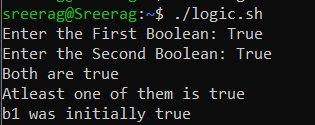 sreerag@Sreerag:~$ ./logic.sh
Enter the First Boolean: True
Enter the Second Boolean: True
Both are true
Atleast one of them is true
b1 was initially true